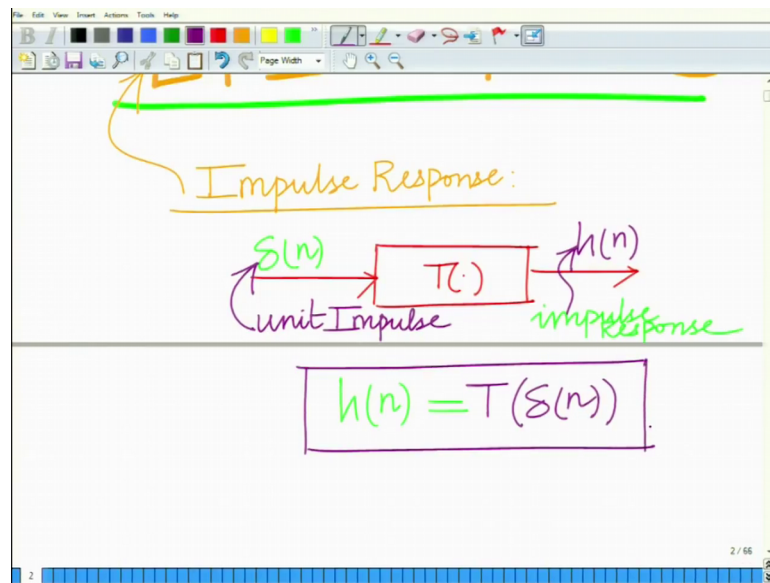 File Edit View Insert Actions Tools Help
B I
Page Width
Impulse Response:
δ(n) T(.) h(n)
unit Impulse impulse
Response
h(n) = T(δ(n)).
2 / 66
2